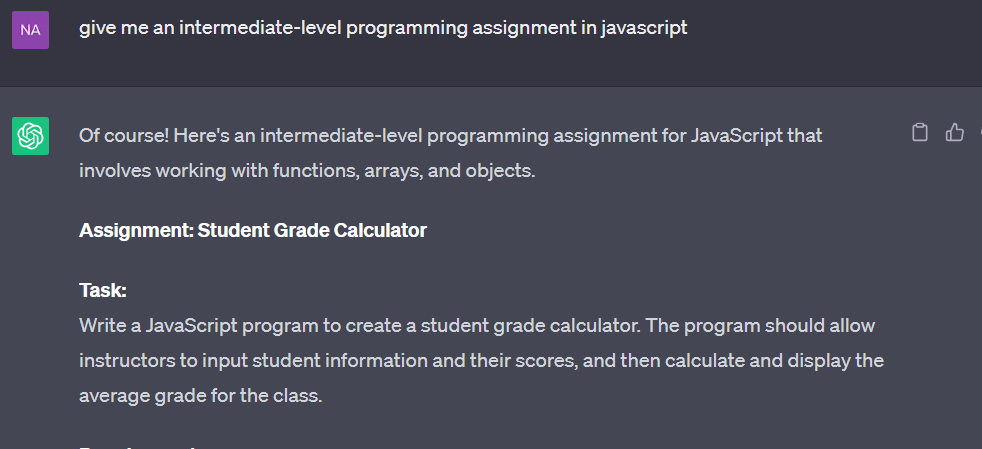 NA
give me an intermediate-level programming assignment in javascript
Of course! Here's an intermediate-level programming assignment for JavaScript that
involves working with functions, arrays, and objects.
Assignment: Student Grade Calculator
Task:
Write a JavaScript program to create a student grade calculator. The program should allow
instructors to input student information and their scores, and then calculate and display the
average grade for the class.